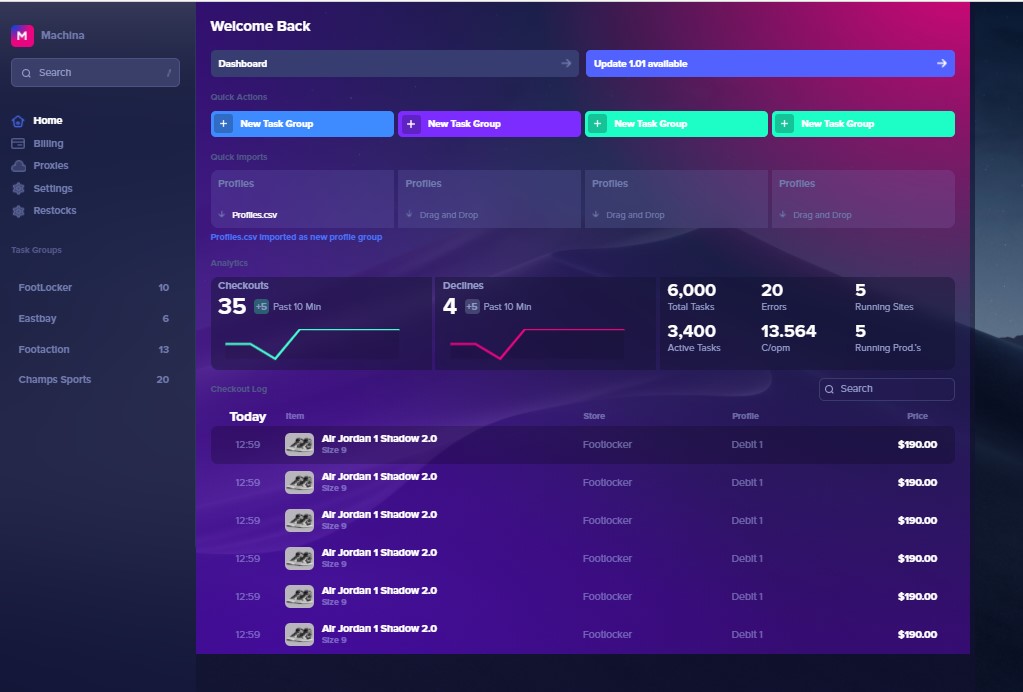 M Machina
Search /
Home
Billing
Proxies
Settings
Restocks
Task Groups
FootLocker 10
Eastbay 6
Footaction 13
Champs Sports 20
Welcome Back
Dashboard
Update 1.01 available
Quick Actions
New Task Group New Task Group New Task Group New Task Group
Quick Imports
Profiles Profiles Profiles Profiles
Profiles.csv Drag and Drop Drag and Drop Drag and Drop
Profiles.csv imported as new profile group
Analytics
Checkouts
35 +5 Past 10 Min
Declines
4 +5 Past 10 Min
6,000 20 5
Total Tasks Errors Running Sites
3,400 13.564 5
Active Tasks C/opm Running Prod.'s
Checkout Log
Search
Today Item Store Profile Price
12:59 Air Jordan 1 Shadow 2.0 Footlocker Debit 1 $190.00
Size 9
12:59 Air Jordan 1 Shadow 2.0 Footlocker Debit 1 $190.00
Size 9
12:59 Air Jordan 1 Shadow 2.0 Footlocker Debit 1 $190.00
Size 9
12:59 Air Jordan 1 Shadow 2.0 Footlocker Debit 1 $190.00
Size 9
12:59 Air Jordan 1 Shadow 2.0 Footlocker Debit 1 $190.00
Size 9
12:59 Air Jordan 1 Shadow 2.0 Footlocker Debit 1 $190.00
Size 9